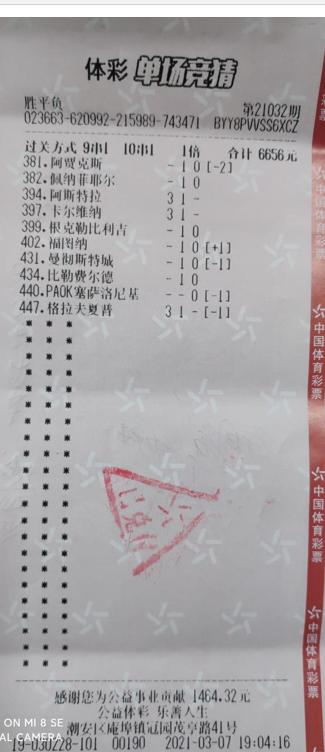 体彩 单场竞猜
胜平负 第21032期
023663-620992-215989-743471 BYY8PVVSS6XCZ
过关方式 9串1 10串1 1倍 合计 6656元
381.阿贾克斯 - 1 0 [-2]
382.佩纳菲耶尔 - 1 0
394.阿斯特拉 3 1 -
397.卡尔维纳 3 1 -
399.根克勒比利吉 - 1 0
402.福图纳 - 1 0 [+1]
431.曼彻斯特城 - 1 0 [-1]
434.比勒费尔德 - 1 0
440.PAOK塞萨洛尼基 - - 0 [-1]
447.格拉夫夏普 3 1 - [-1]
感谢您为公益事业贡献 1464.32元
公益体彩 乐善人生
潮安区庵埠镇冠园茂亭路41号
19-030228-101 00190 2021-03-07 19:04:16
中国体育彩票
中国体育彩票
中国体育彩票
中国体育彩票
ON MI 8 SE
AL CAMERA